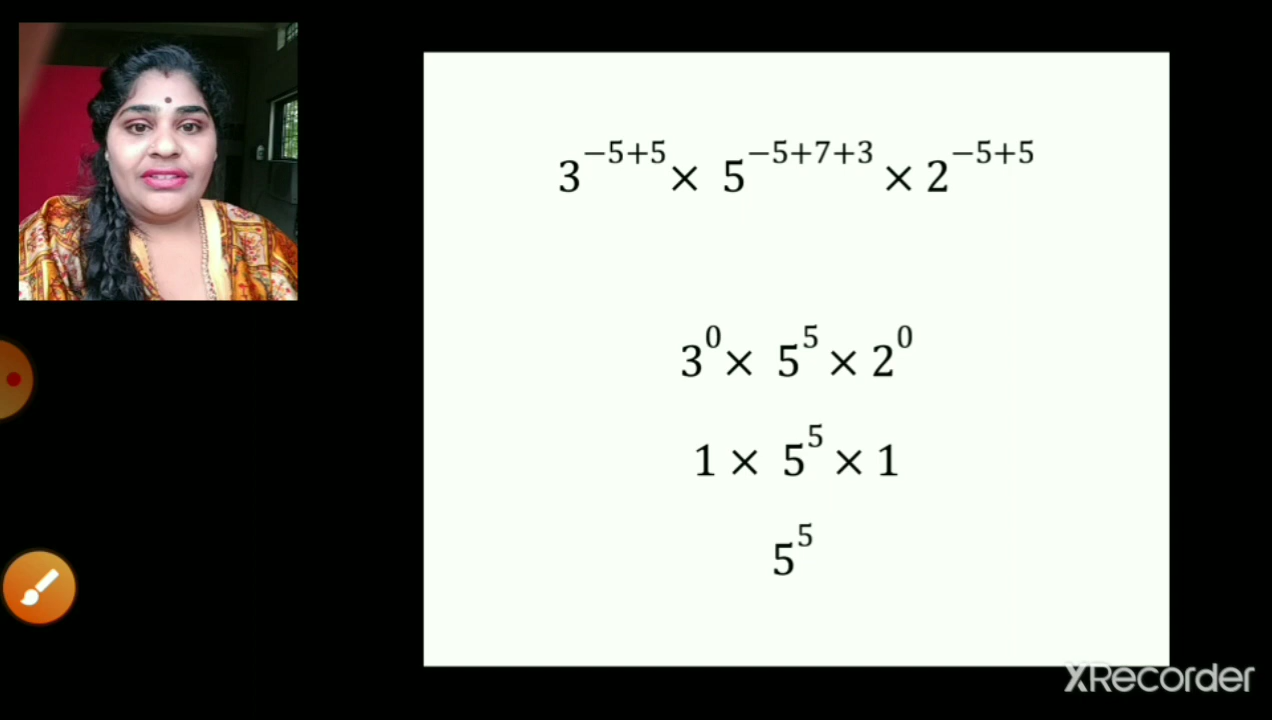 3^{-5+5} × 5^{-5+7+3} × 2^{-5+5}
3^0 × 5^5 × 2^0
1 × 5^5 × 1
5^5
XRecorder